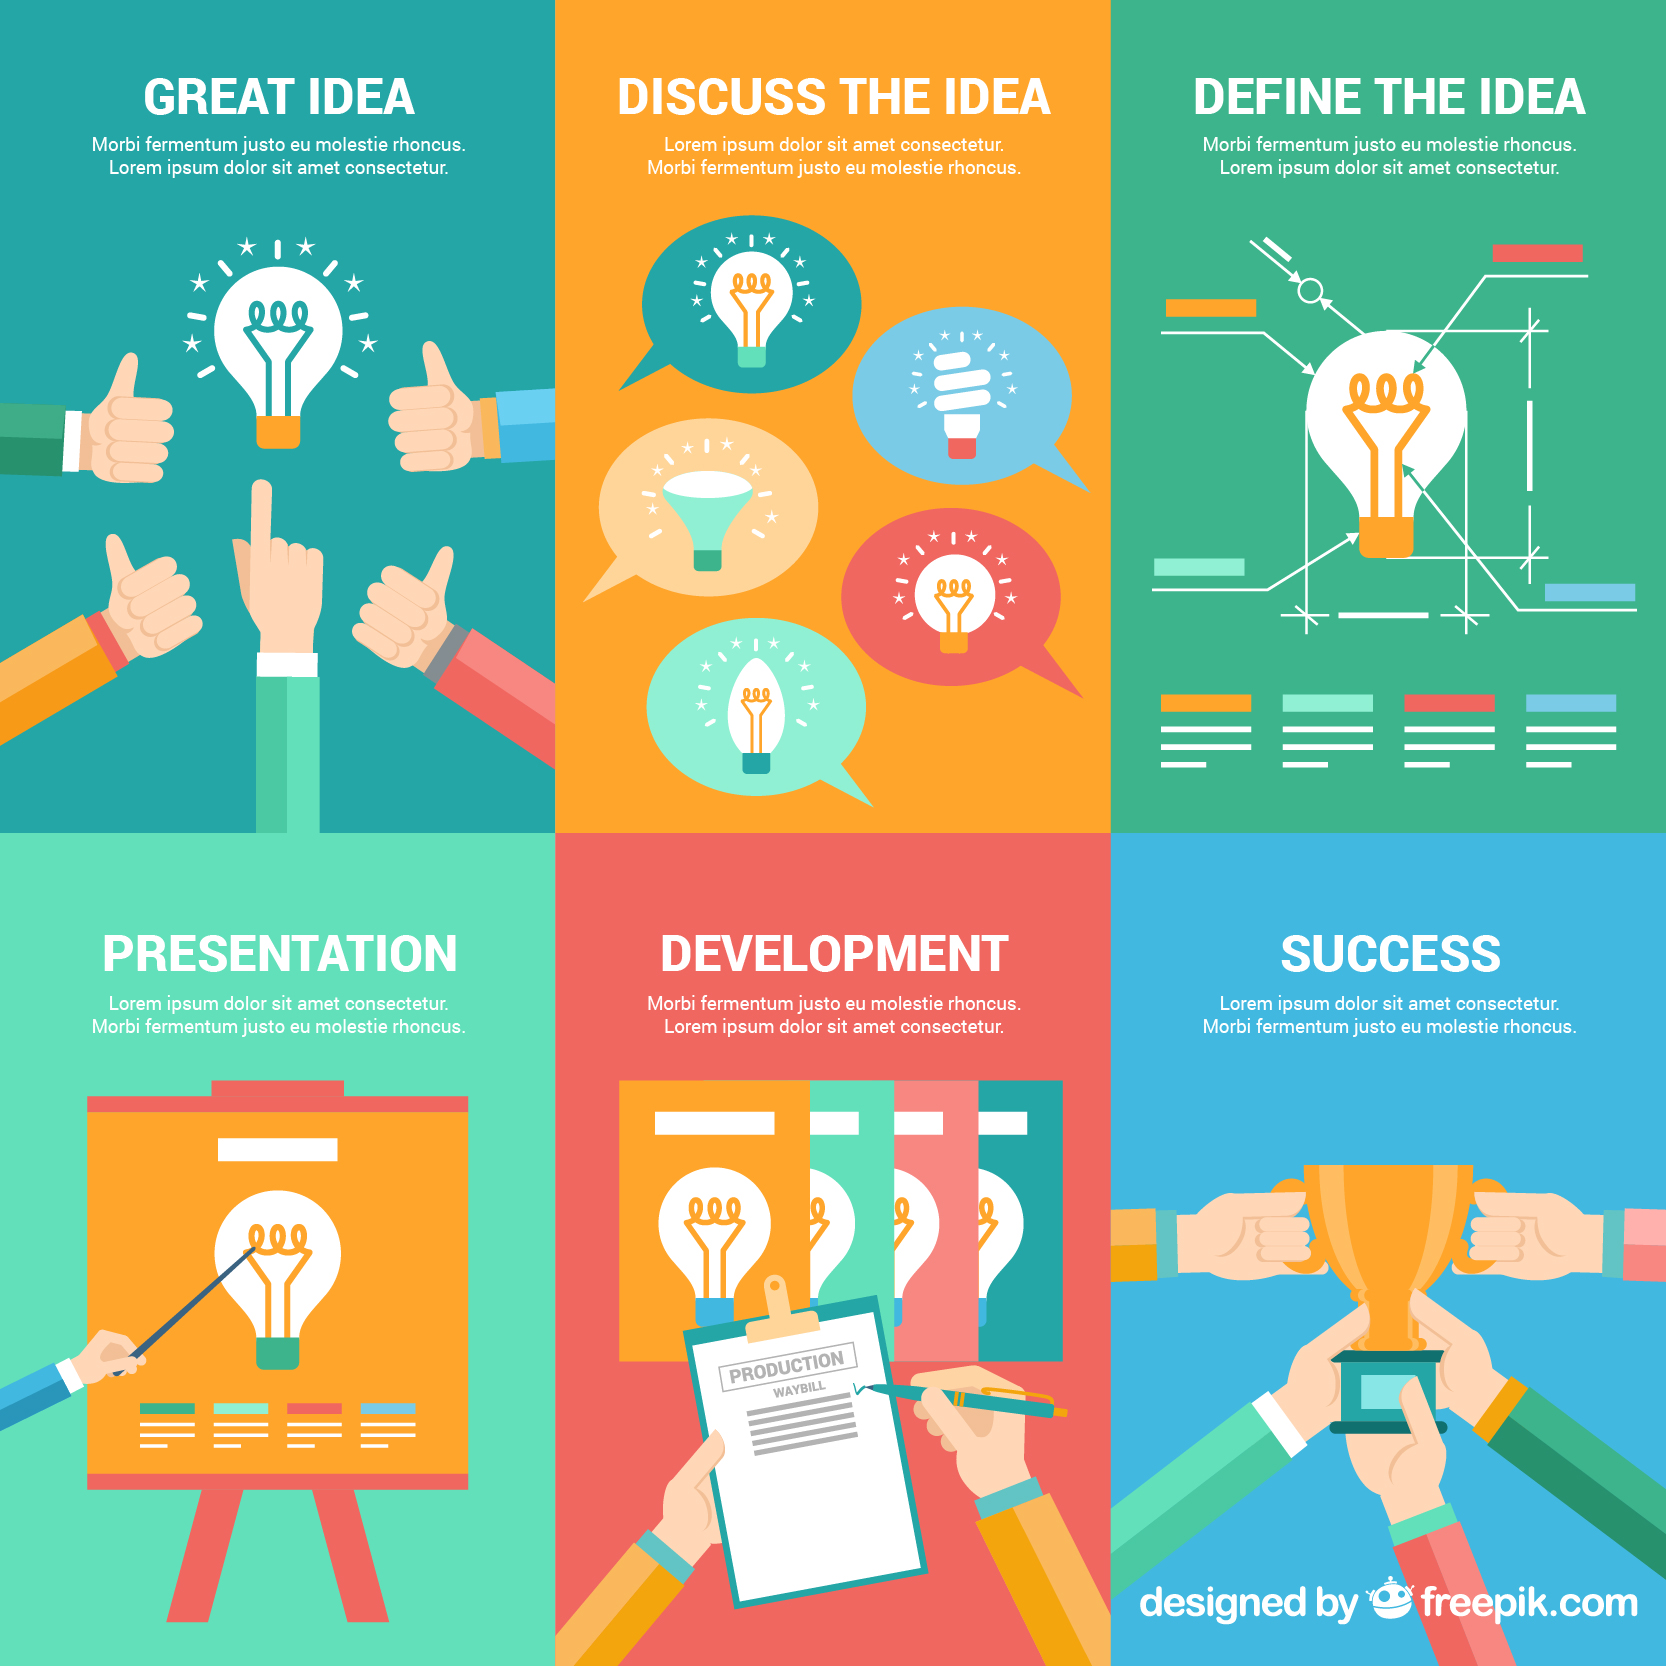 GREAT IDEA
Morbi fermentum justo eu molestie rhoncus.
Lorem ipsum dolor sit amet consectetur.
DISCUSS THE IDEA
Lorem ipsum dolor sit amet consectetur.
Morbi fermentum justo eu molestie rhoncus.
DEFINE THE IDEA
Morbi fermentum justo eu molestie rhoncus.
Lorem ipsum dolor sit amet consectetur.
PRESENTATION
Lorem ipsum dolor sit amet consectetur.
Morbi fermentum justo eu molestie rhoncus.
DEVELOPMENT
Morbi fermentum justo eu molestie rhoncus.
Lorem ipsum dolor sit amet consectetur.
PRODUCTION
WAYBILL
SUCCESS
Lorem ipsum dolor sit amet consectetur.
Morbi fermentum justo eu molestie rhoncus.
designed by freepik.com